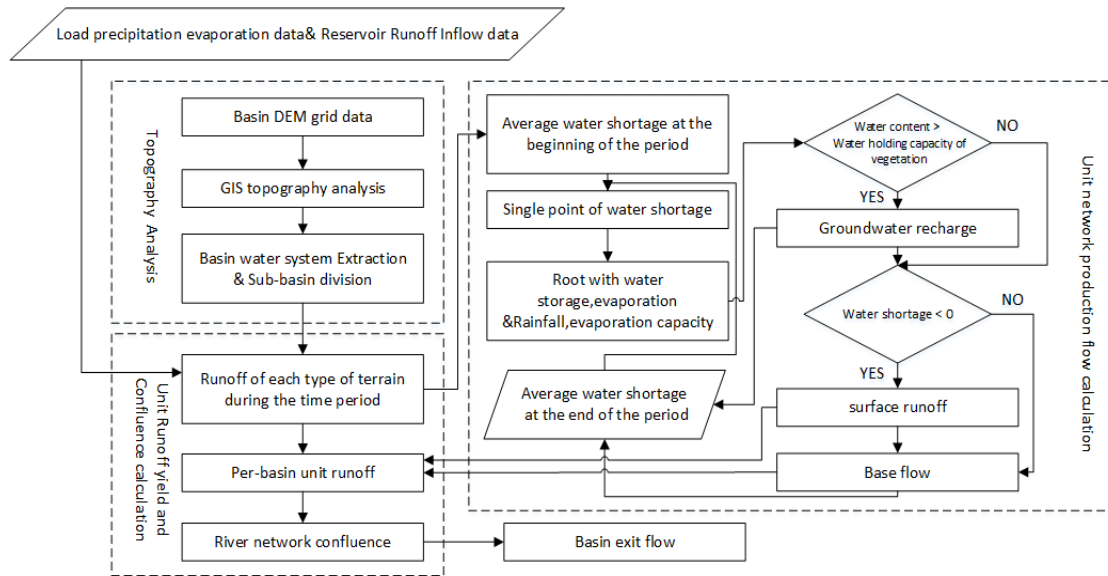 Load precipitation evaporation data& Reservoir Runoff Inflow data
Topography Analysis
Basin DEM grid data
GIS topography analysis
Basin water system Extraction
& Sub-basin division
Unit Runoff yield and
Confluence calculation
Runoff of each type of terrain
during the time period
Per-basin unit runoff
River network confluence
Basin exit flow
Average water shortage at the
beginning of the period
Single point of water shortage
Root with water
storage,evaporation
&Rainfall,evaporation capacity
Average water shortage
at the end of the period
Water content >
Water holding capacity of
vegetation
NO
YES
Groundwater recharge
Water shortage < 0
NO
YES
surface runoff
Base flow
Unit network production flow calculation